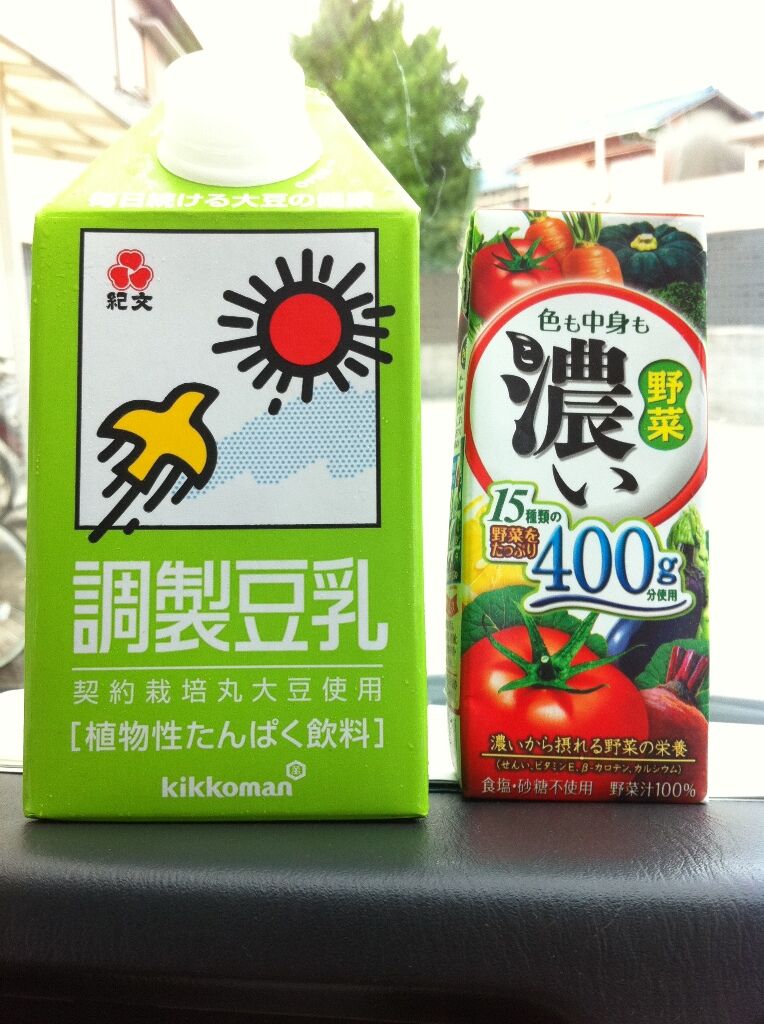 毎日続ける大豆の健康
紀文
調製豆乳
契約栽培丸大豆使用
[植物性たんぱく飲料]
kikkoman
色も中身も
濃い
野菜
15種類の
野菜を
たっぷり
400g
分使用
濃いから摂れる野菜の栄養
(せんい、ビタミンE、β-カロテン、カルシウム)
食塩・砂糖不使用 野菜汁100%